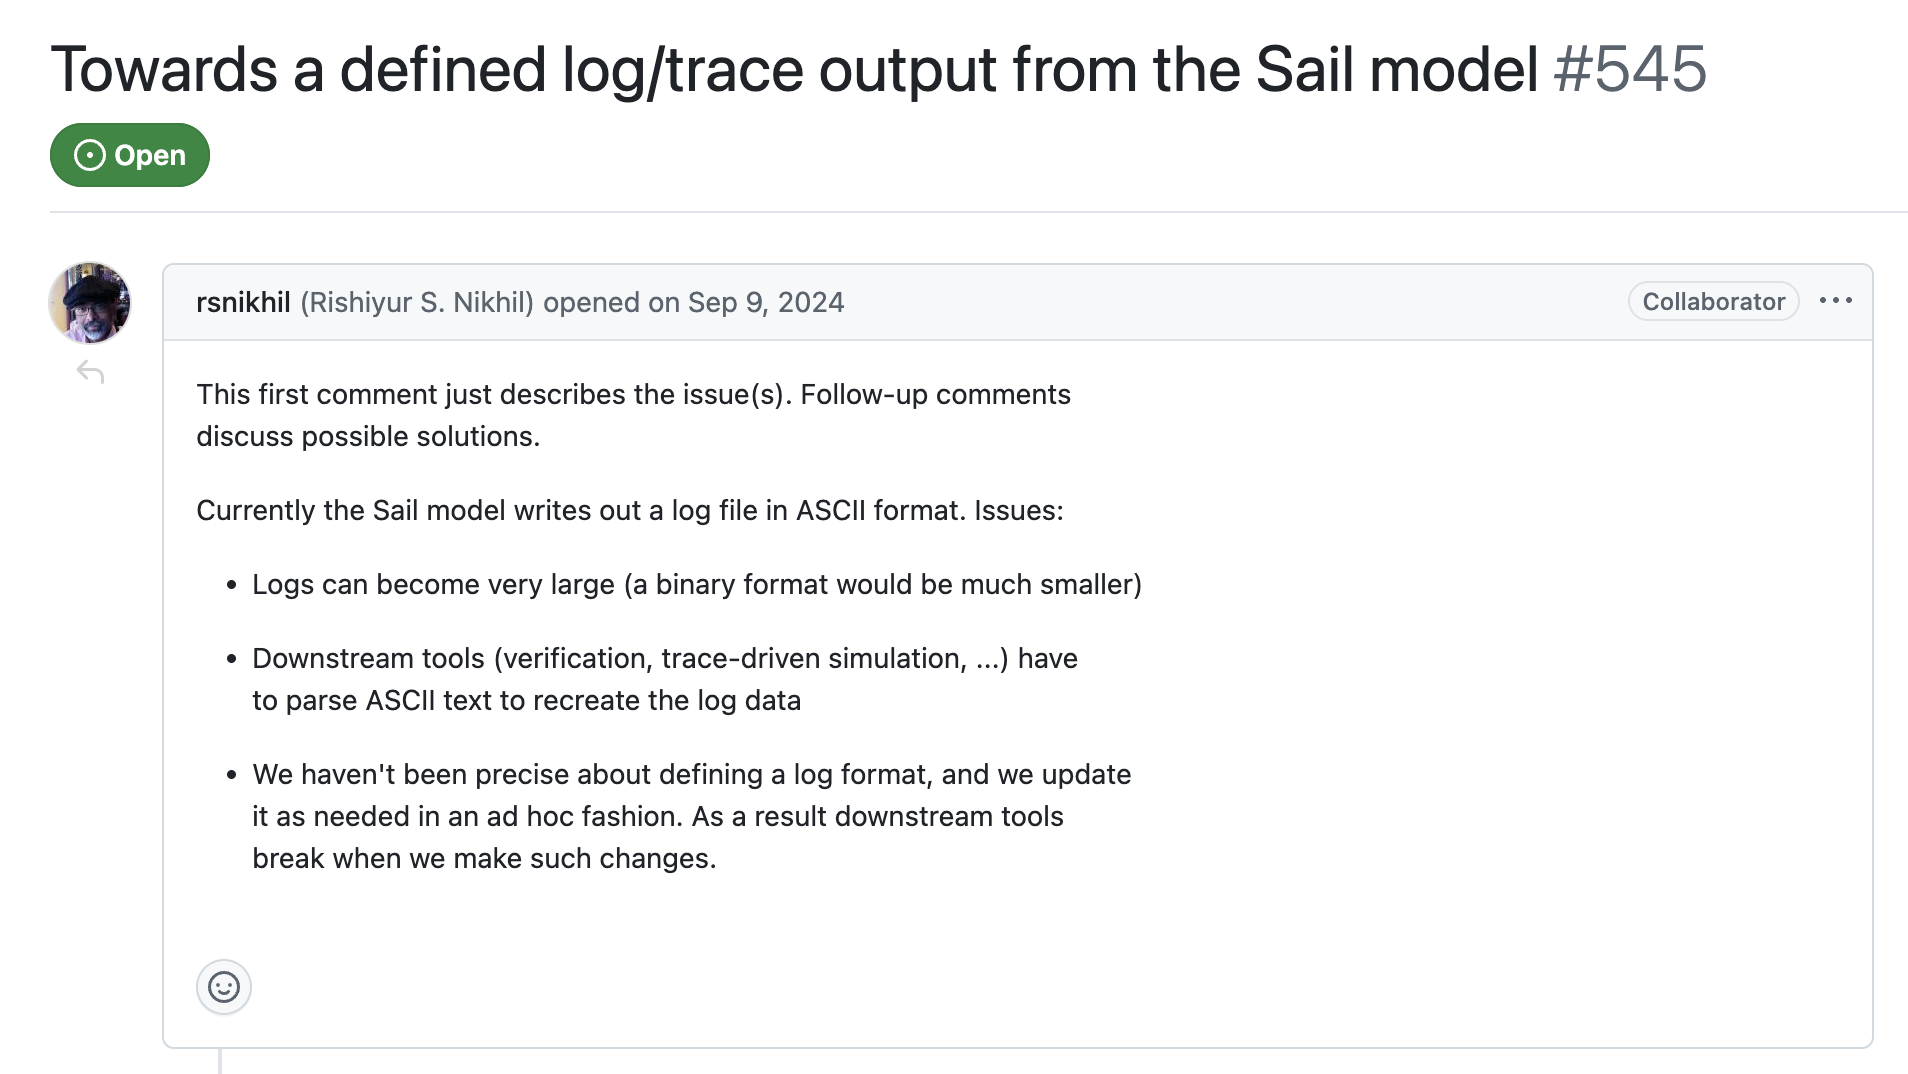 Towards a defined log/trace output from the Sail model #545
Open
rsnikhil (Rishiyur S. Nikhil) opened on Sep 9, 2024
Collaborator
This first comment just describes the issue(s). Follow-up comments
discuss possible solutions.
Currently the Sail model writes out a log file in ASCII format. Issues:
• Logs can become very large (a binary format would be much smaller)
• Downstream tools (verification, trace-driven simulation, ...) have
to parse ASCII text to recreate the log data
• We haven't been precise about defining a log format, and we update
it as needed in an ad hoc fashion. As a result downstream tools
break when we make such changes.